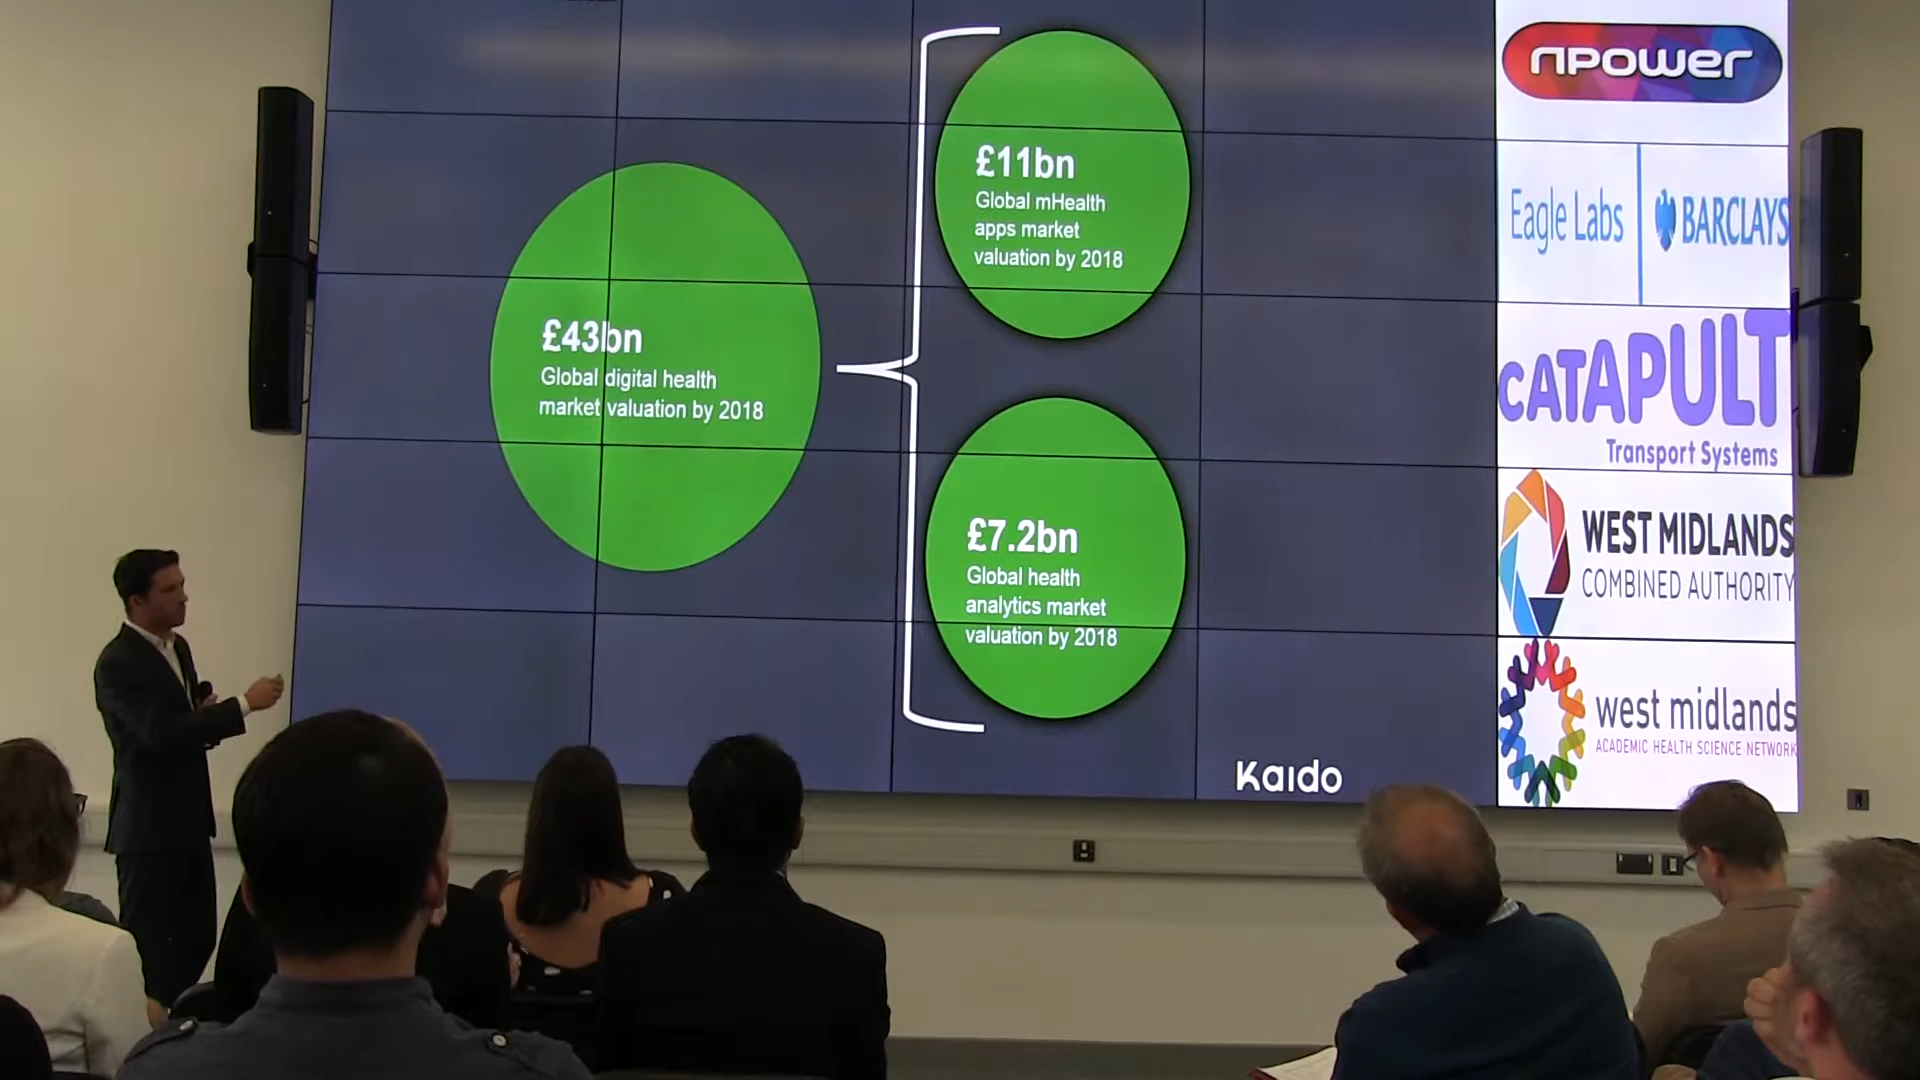 £43bn
Global digital health
market valuation by 2018
£11bn
Global mHealth
apps market
valuation by 2018
£7.2bn
Global health
analytics market
valuation by 2018
Kaido
npower
Eagle Labs
BARCLAYS
CATAPULT
Transport Systems
WEST MIDLANDS
COMBINED AUTHORITY
west midlands
ACADEMIC HEALTH SCIENCE NETWORK